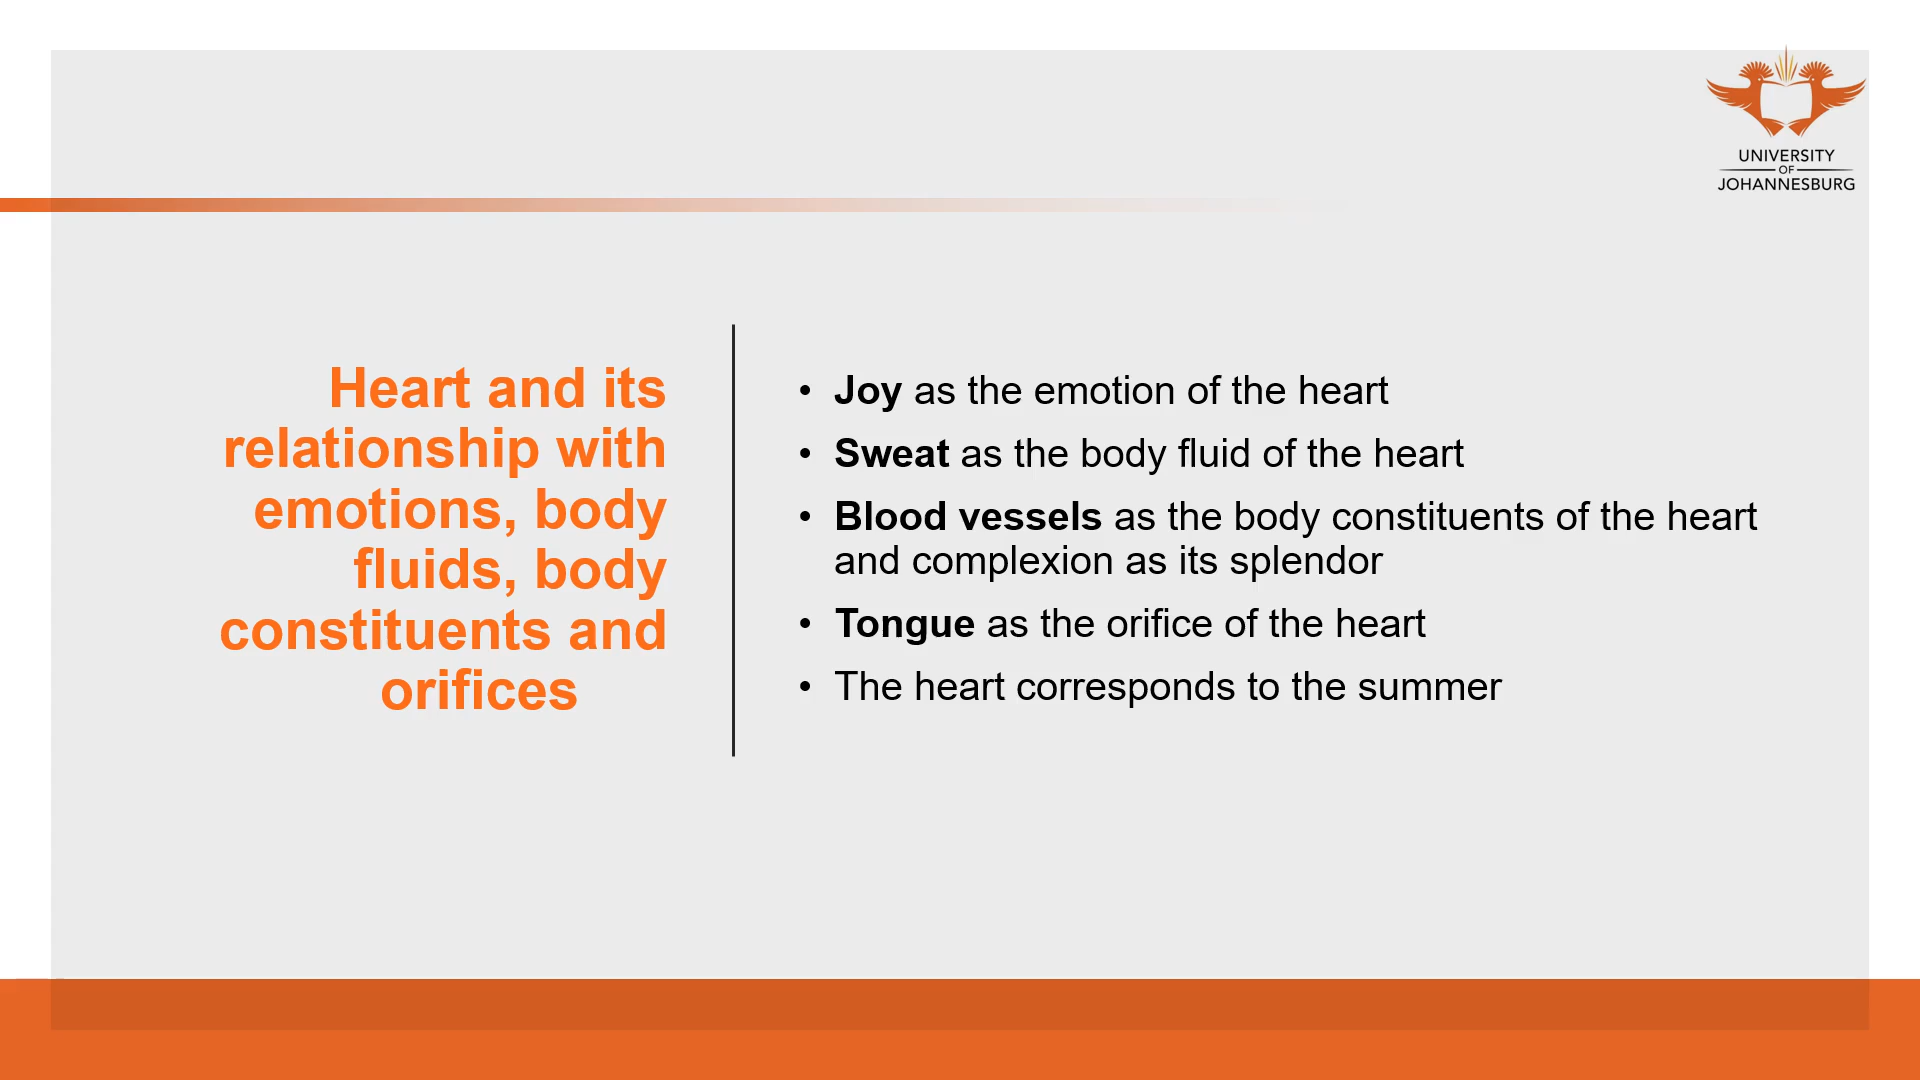 UNIVERSITY
OF
JOHANNESBURG
Heart and its
relationship with
emotions, body
fluids, body
constituents and
orifices
• Joy as the emotion of the heart
• Sweat as the body fluid of the heart
• Blood vessels as the body constituents of the heart
and complexion as its splendor
• Tongue as the orifice of the heart
• The heart corresponds to the summer